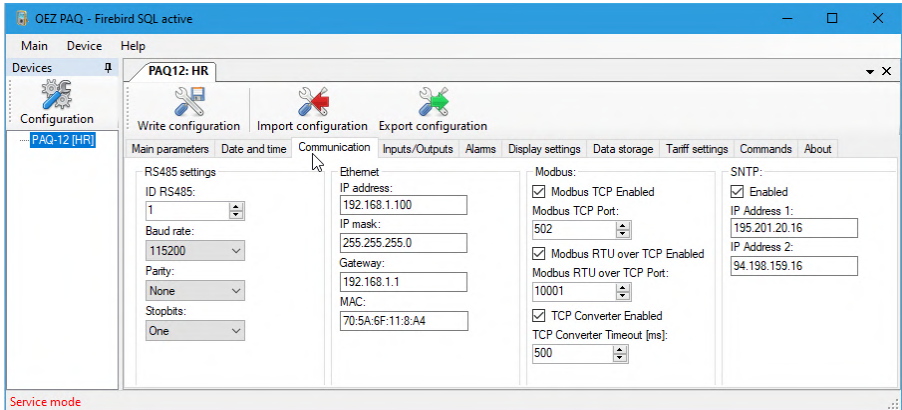 OEZ PAQ - Firebird SQL active
Main Device Help
Devices
PAQ12: HR
Configuration
Write configuration Import configuration Export configuration
PAQ-12 [HR]
Main parameters Date and time Communication Inputs/Outputs Alarms Display settings Data storage Tariff settings Commands About
RS485 settings
ID RS485:
1
Baud rate:
115200
Parity:
None
Stopbits:
One
Ethernet
IP address:
192.168.1.100
IP mask:
255.255.255.0
Gateway:
192.168.1.1
MAC:
70:5A:6F:11:8:A4
Modbus:
Modbus TCP Enabled
Modbus TCP Port:
502
Modbus RTU over TCP Enabled
Modbus RTU over TCP Port:
10001
TCP Converter Enabled
TCP Converter Timeout [ms]:
500
SNTP:
Enabled
IP Address 1:
195.201.20.16
IP Address 2:
94.198.159.16
Service mode